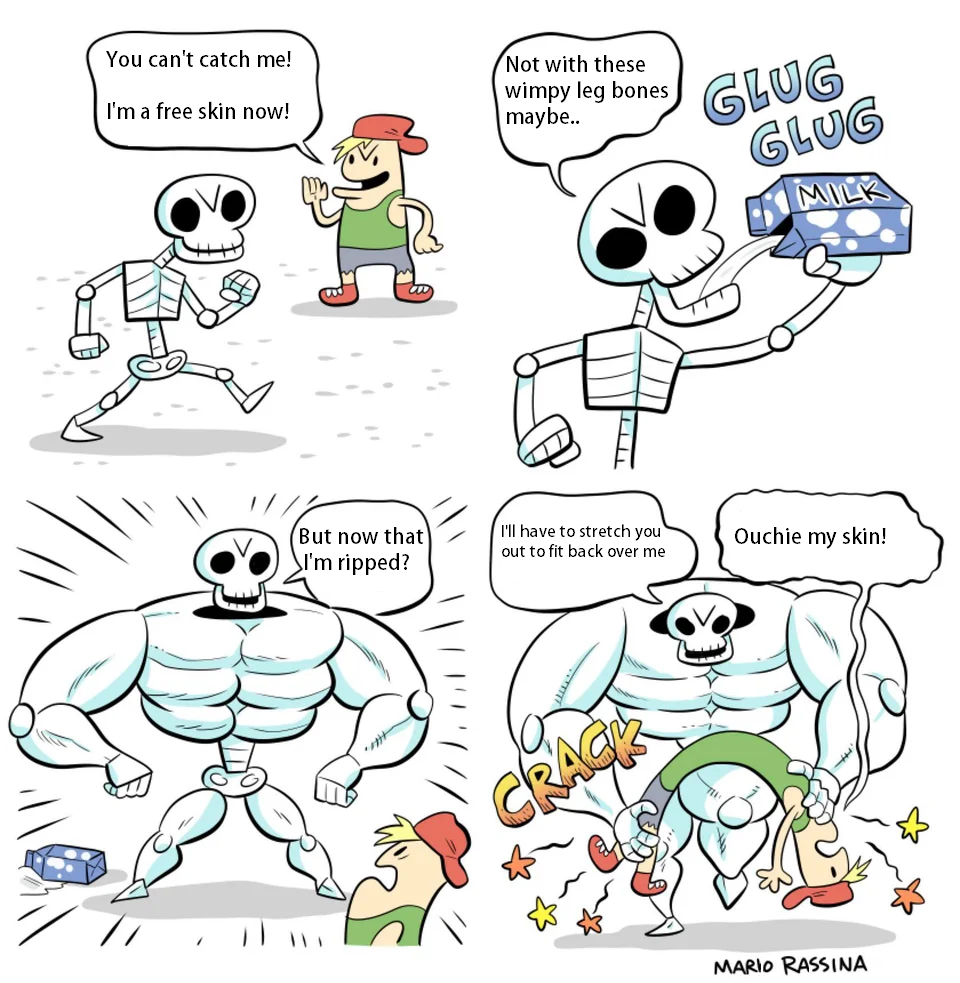 You can't catch me!
I'm a free skin now!
Not with these
wimpy leg bones
maybe..
GLUG
GLUG
MILK
But now that
I'm ripped?
I'll have to stretch you
out to fit back over me
Ouchie my skin!
CRACK
MARIO RASSINA